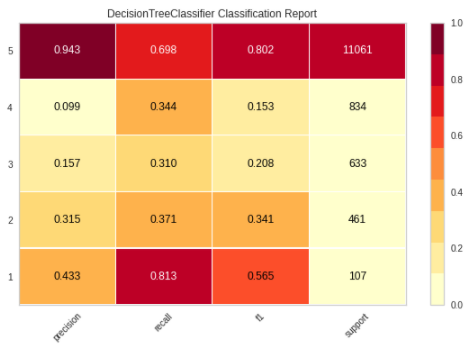 DecisionTreeClassifier Classification Report
5 0.943 0.698 0.802 11061
4 0.099 0.344 0.153 834
3 0.157 0.310 0.208 633
2 0.315 0.371 0.341 461
1 0.433 0.813 0.565 107
precision recall f1 support
1.0
0.8
0.6
0.4
0.2
0.0